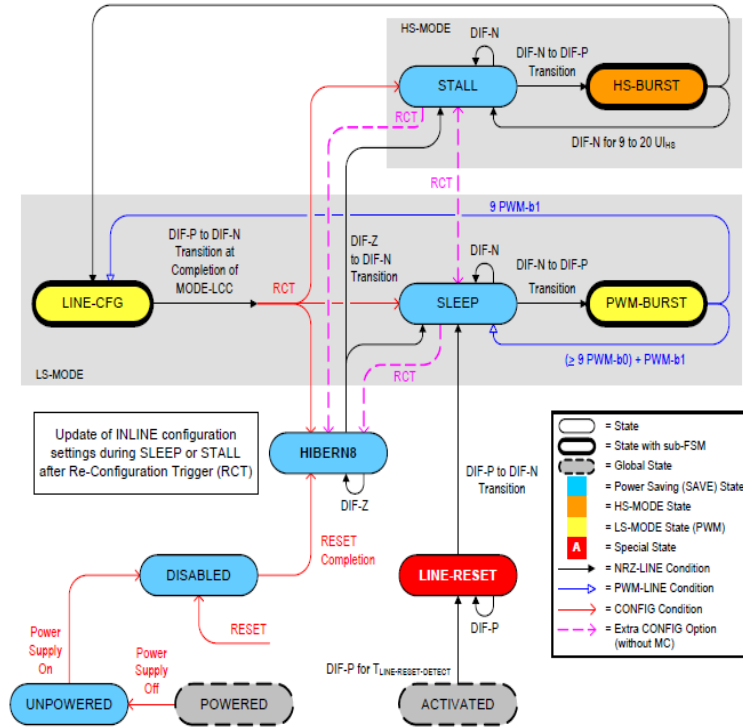 HS-MODE
DIF-N
DIF-N to DIF-P
Transition
STALL
HS-BURST
RCT
DIF-N for 9 to 20 UIHS
RCT
9 PWM-b1
DIF-P to DIF-N
Transition at
Completion of
MODE-LCC
DIF-Z
to DIF-N
Transition
DIF-N
DIF-N to DIF-P
Transition
LINE-CFG
RCT
SLEEP
PWM-BURST
(≥ 9 PWM-b0) + PWM-b1
RCT
LS-MODE
Update of INLINE configuration
settings during SLEEP or STALL
after Re-Configuration Trigger (RCT)
HIBERN8
DIF-Z
DIF-P to DIF-N
Transition
RESET
Completion
DISABLED
LINE-RESET
DIF-P
RESET
Power
Supply
On
Power
Supply
Off
DIF-P for TLINE-RESET-DETECT
UNPOWERED
POWERED
ACTIVATED
= State
= State with sub-FSM
= Global State
= Power Saving (SAVE) State
= HS-MODE State
= LS-MODE State (PWM)
A = Special State
= NRZ-LINE Condition
= PWM-LINE Condition
= CONFIG Condition
= Extra CONFIG Option
(without MC)